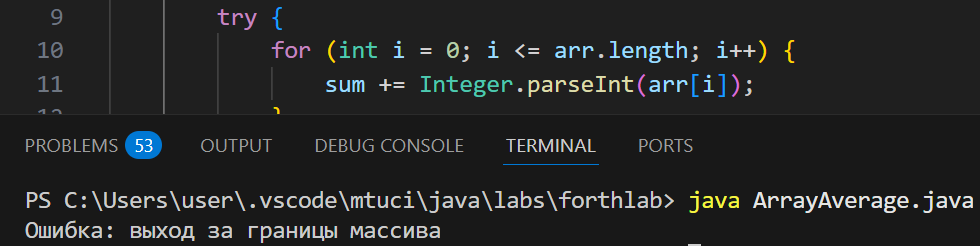 9 try {
10 for (int i = 0; i <= arr.length; i++) {
11 sum += Integer.parseInt(arr[i]);
PROBLEMS 53 OUTPUT DEBUG CONSOLE TERMINAL PORTS
PS C:\Users\user\.vscode\mtuci\java\labs\forthlab> java ArrayAverage.java
Ошибка: выход за границы массива